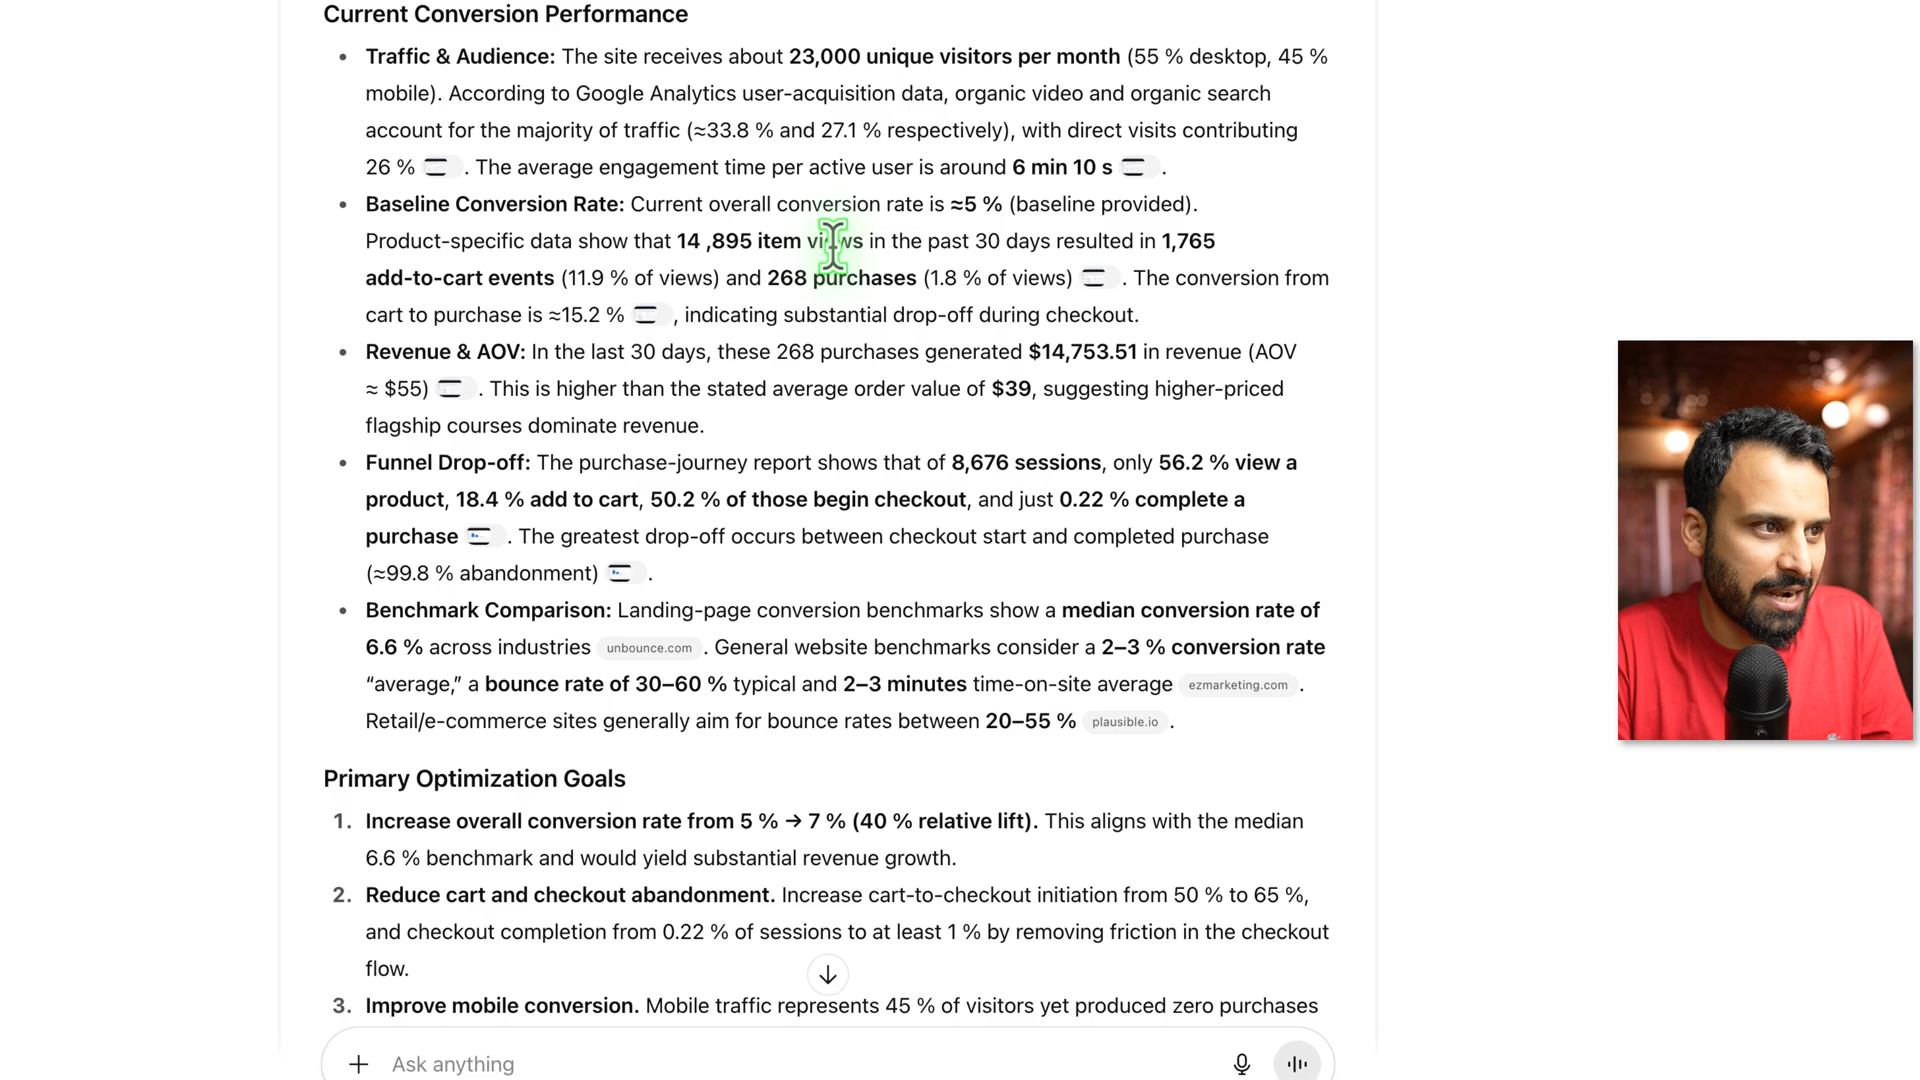 Current Conversion Performance
• Traffic & Audience: The site receives about 23,000 unique visitors per month (55 % desktop, 45 %
mobile). According to Google Analytics user-acquisition data, organic video and organic search
account for the majority of traffic (≈33.8 % and 27.1 % respectively), with direct visits contributing
26 % . The average engagement time per active user is around 6 min 10 s .
• Baseline Conversion Rate: Current overall conversion rate is ≈5 % (baseline provided).
Product-specific data show that 14 ,895 item views in the past 30 days resulted in 1,765
add-to-cart events (11.9 % of views) and 268 purchases (1.8 % of views) . The conversion from
cart to purchase is ≈15.2 % , indicating substantial drop-off during checkout.
• Revenue & AOV: In the last 30 days, these 268 purchases generated $14,753.51 in revenue (AOV
≈ $55) . This is higher than the stated average order value of $39, suggesting higher-priced
flagship courses dominate revenue.
• Funnel Drop-off: The purchase-journey report shows that of 8,676 sessions, only 56.2 % view a
product, 18.4 % add to cart, 50.2 % of those begin checkout, and just 0.22 % complete a
purchase . The greatest drop-off occurs between checkout start and completed purchase
(≈99.8 % abandonment) .
• Benchmark Comparison: Landing-page conversion benchmarks show a median conversion rate of
6.6 % across industries unbounce.com . General website benchmarks consider a 2–3 % conversion rate
“average,” a bounce rate of 30–60 % typical and 2–3 minutes time-on-site average ezmarketing.com .
Retail/e-commerce sites generally aim for bounce rates between 20–55 % plausible.io .
Primary Optimization Goals
1. Increase overall conversion rate from 5 % → 7 % (40 % relative lift). This aligns with the median
6.6 % benchmark and would yield substantial revenue growth.
2. Reduce cart and checkout abandonment. Increase cart-to-checkout initiation from 50 % to 65 %,
and checkout completion from 0.22 % of sessions to at least 1 % by removing friction in the checkout
flow.
3. Improve mobile conversion. Mobile traffic represents 45 % of visitors yet produced zero purchases
Ask anything